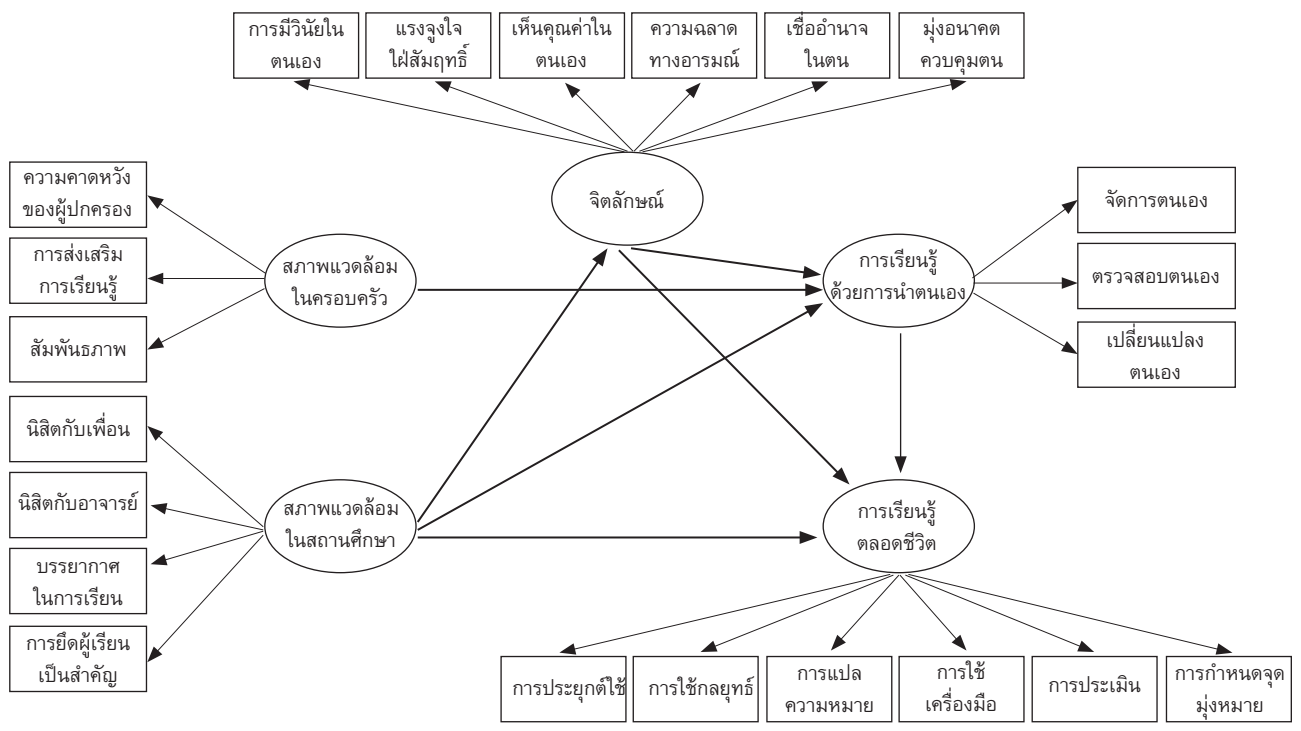 การมีวินัยใน
ตนเอง
แรงจูงใจ
ใฝ่สัมฤทธิ์
เห็นคุณค่าใน
ตนเอง
ความฉลาด
ทางอารมณ์
เชื่ออำนาจ
ในตน
มุ่งอนาคต
ควบคุมตน
จิตลักษณ์
ความคาดหวัง
ของผู้ปกครอง
การส่งเสริม
การเรียนรู้
สัมพันธภาพ
สภาพแวดล้อม
ในครอบครัว
การเรียนรู้
ด้วยการนำตนเอง
จัดการตนเอง
ตรวจสอบตนเอง
เปลี่ยนแปลง
ตนเอง
นิสิตกับเพื่อน
นิสิตกับอาจารย์
บรรยากาศ
ในการเรียน
การยึดผู้เรียน
เป็นสำคัญ
สภาพแวดล้อม
ในสถานศึกษา
การเรียนรู้
ตลอดชีวิต
การประยุกต์ใช้
การใช้กลยุทธ์
การแปล
ความหมาย
การใช้
เครื่องมือ
การประเมิน
การกำหนดจุด
มุ่งหมาย